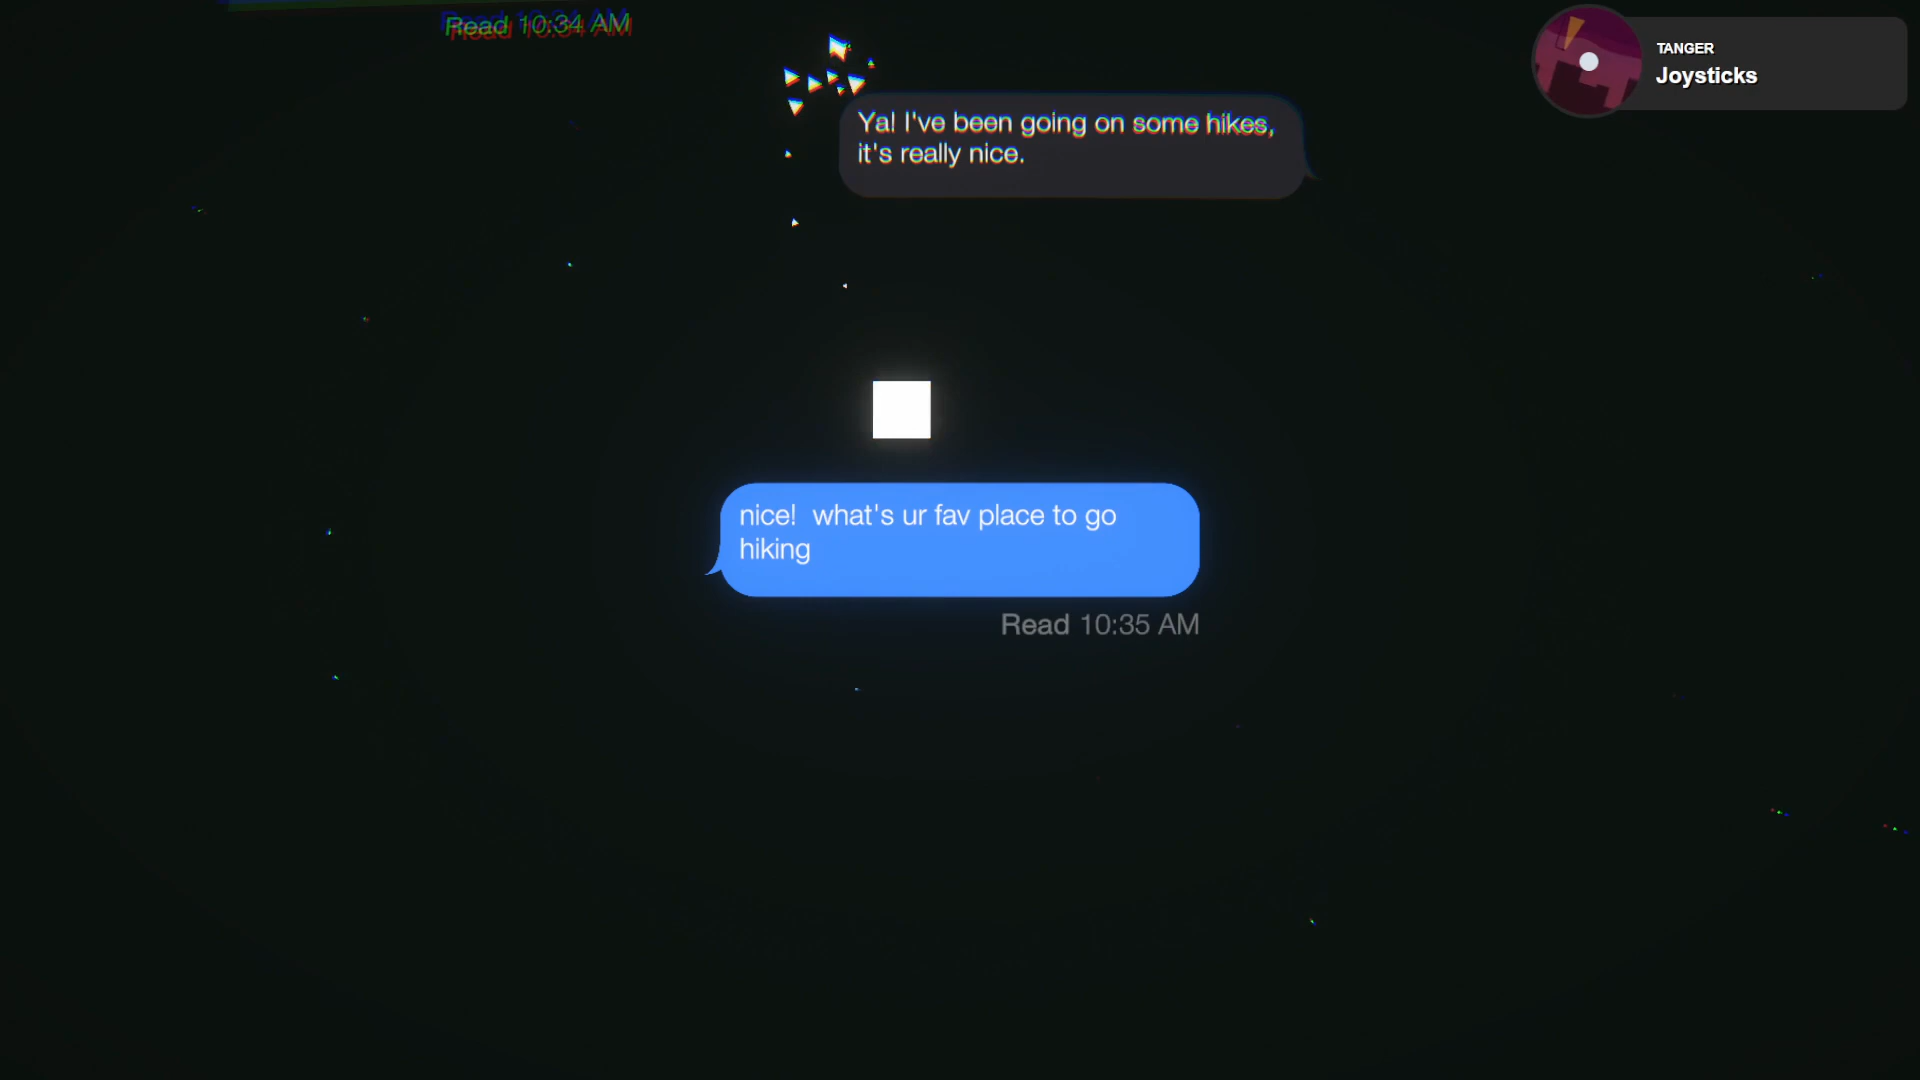 Read 10:34 AM
TANGER
Joysticks
Ya! I've been going on some hikes,
it's really nice.
nice!  what's ur fav place to go
hiking
Read 10:35 AM